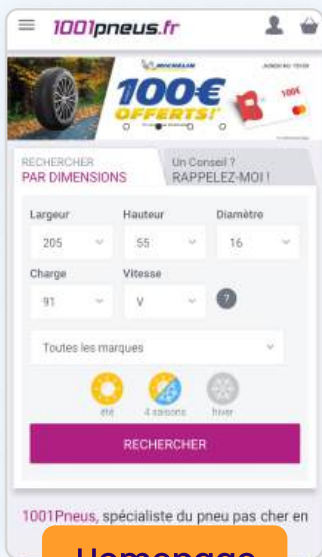 1001pneus.fr
MICHELIN
100€
OFFERTS!*
100€
RECHERCHER
PAR DIMENSIONS
Un Conseil ?
RAPPELEZ-MOI !
Largeur Hauteur Diamètre
205 55 16
Charge Vitesse
91 V ?
Toutes les marques
été 4 saisons hiver
RECHERCHER
1001Pneus, spécialiste du pneu pas cher en
Homepage